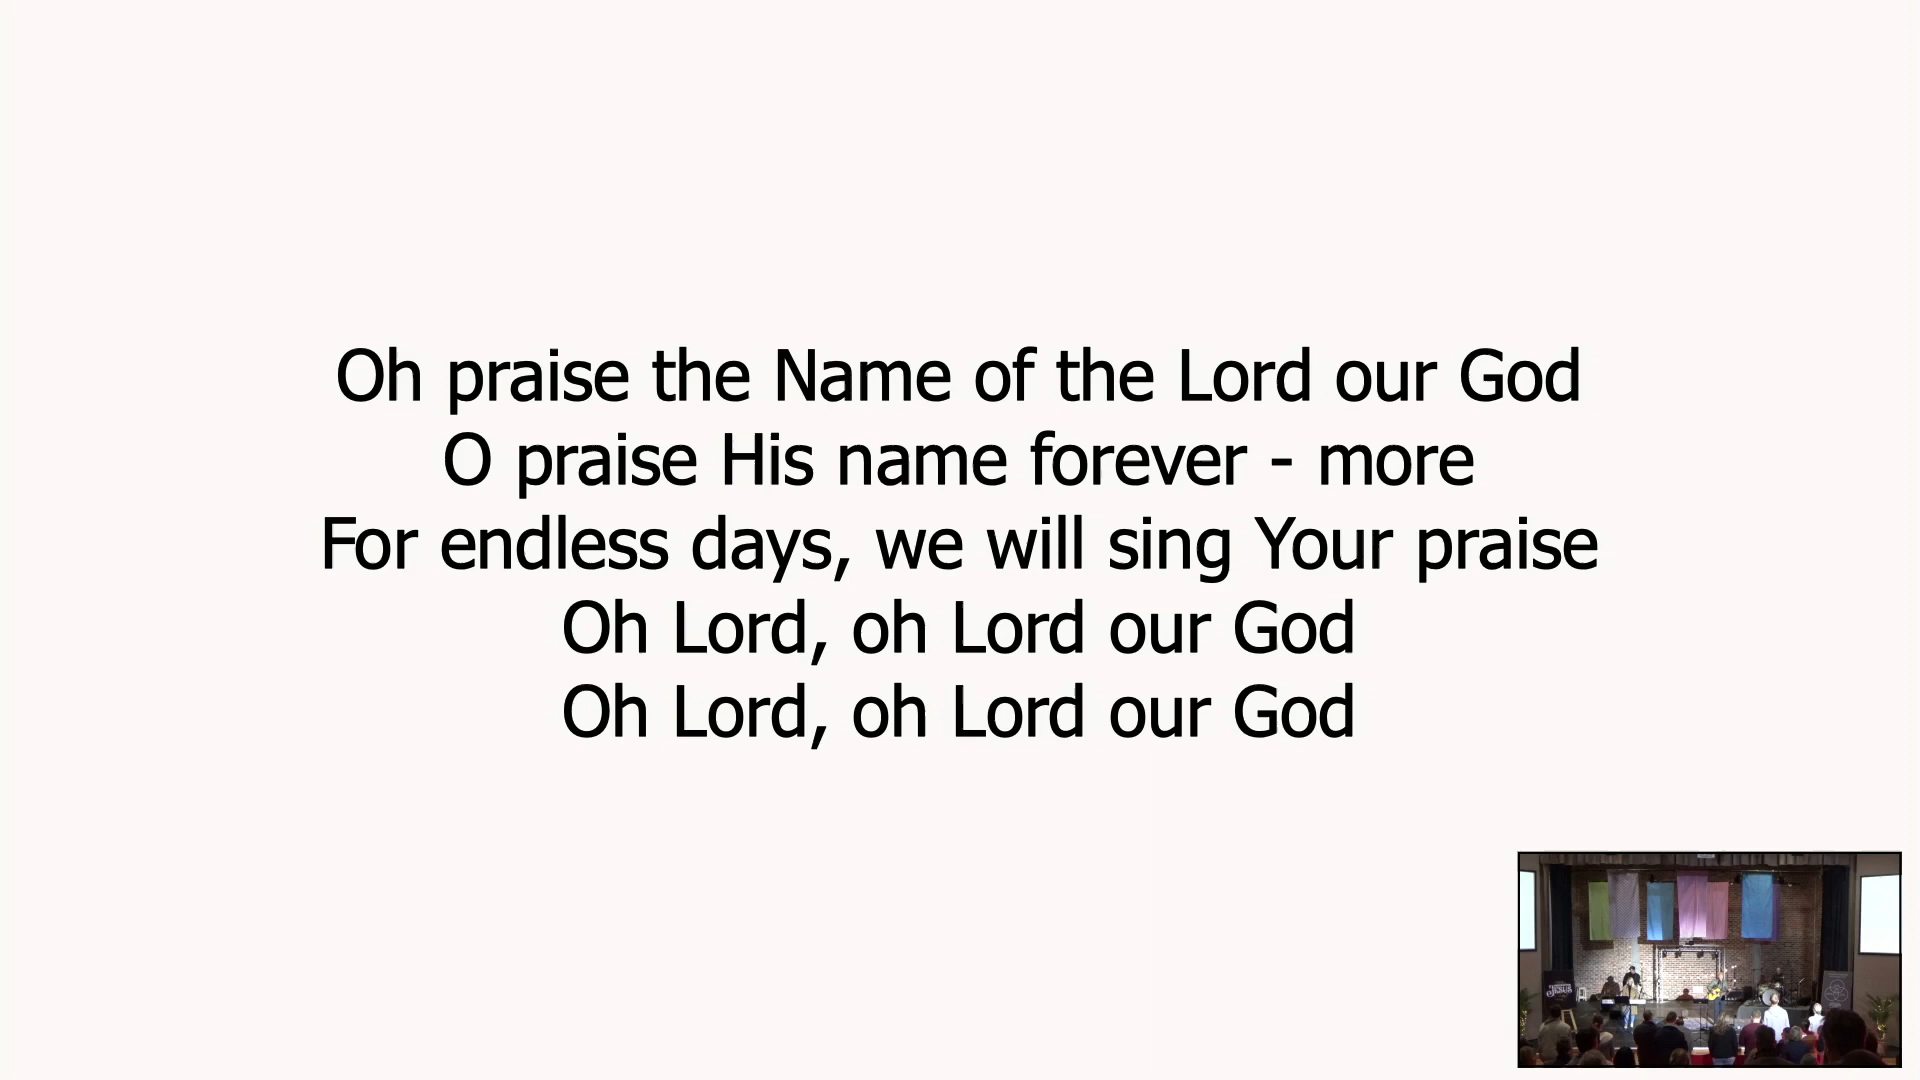 Oh praise the Name of the Lord our God
O praise His name forever - more
For endless days, we will sing Your praise
Oh Lord, oh Lord our God
Oh Lord, oh Lord our God